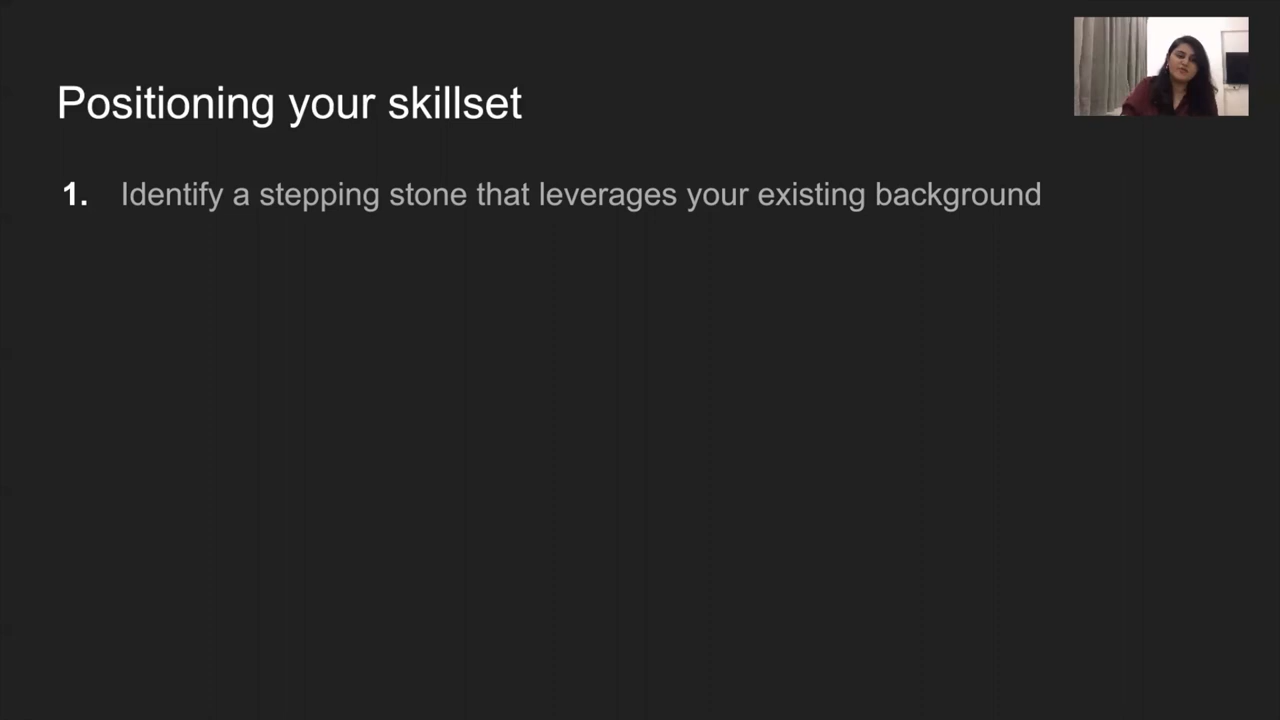 Positioning your skillset
1. Identify a stepping stone that leverages your existing background